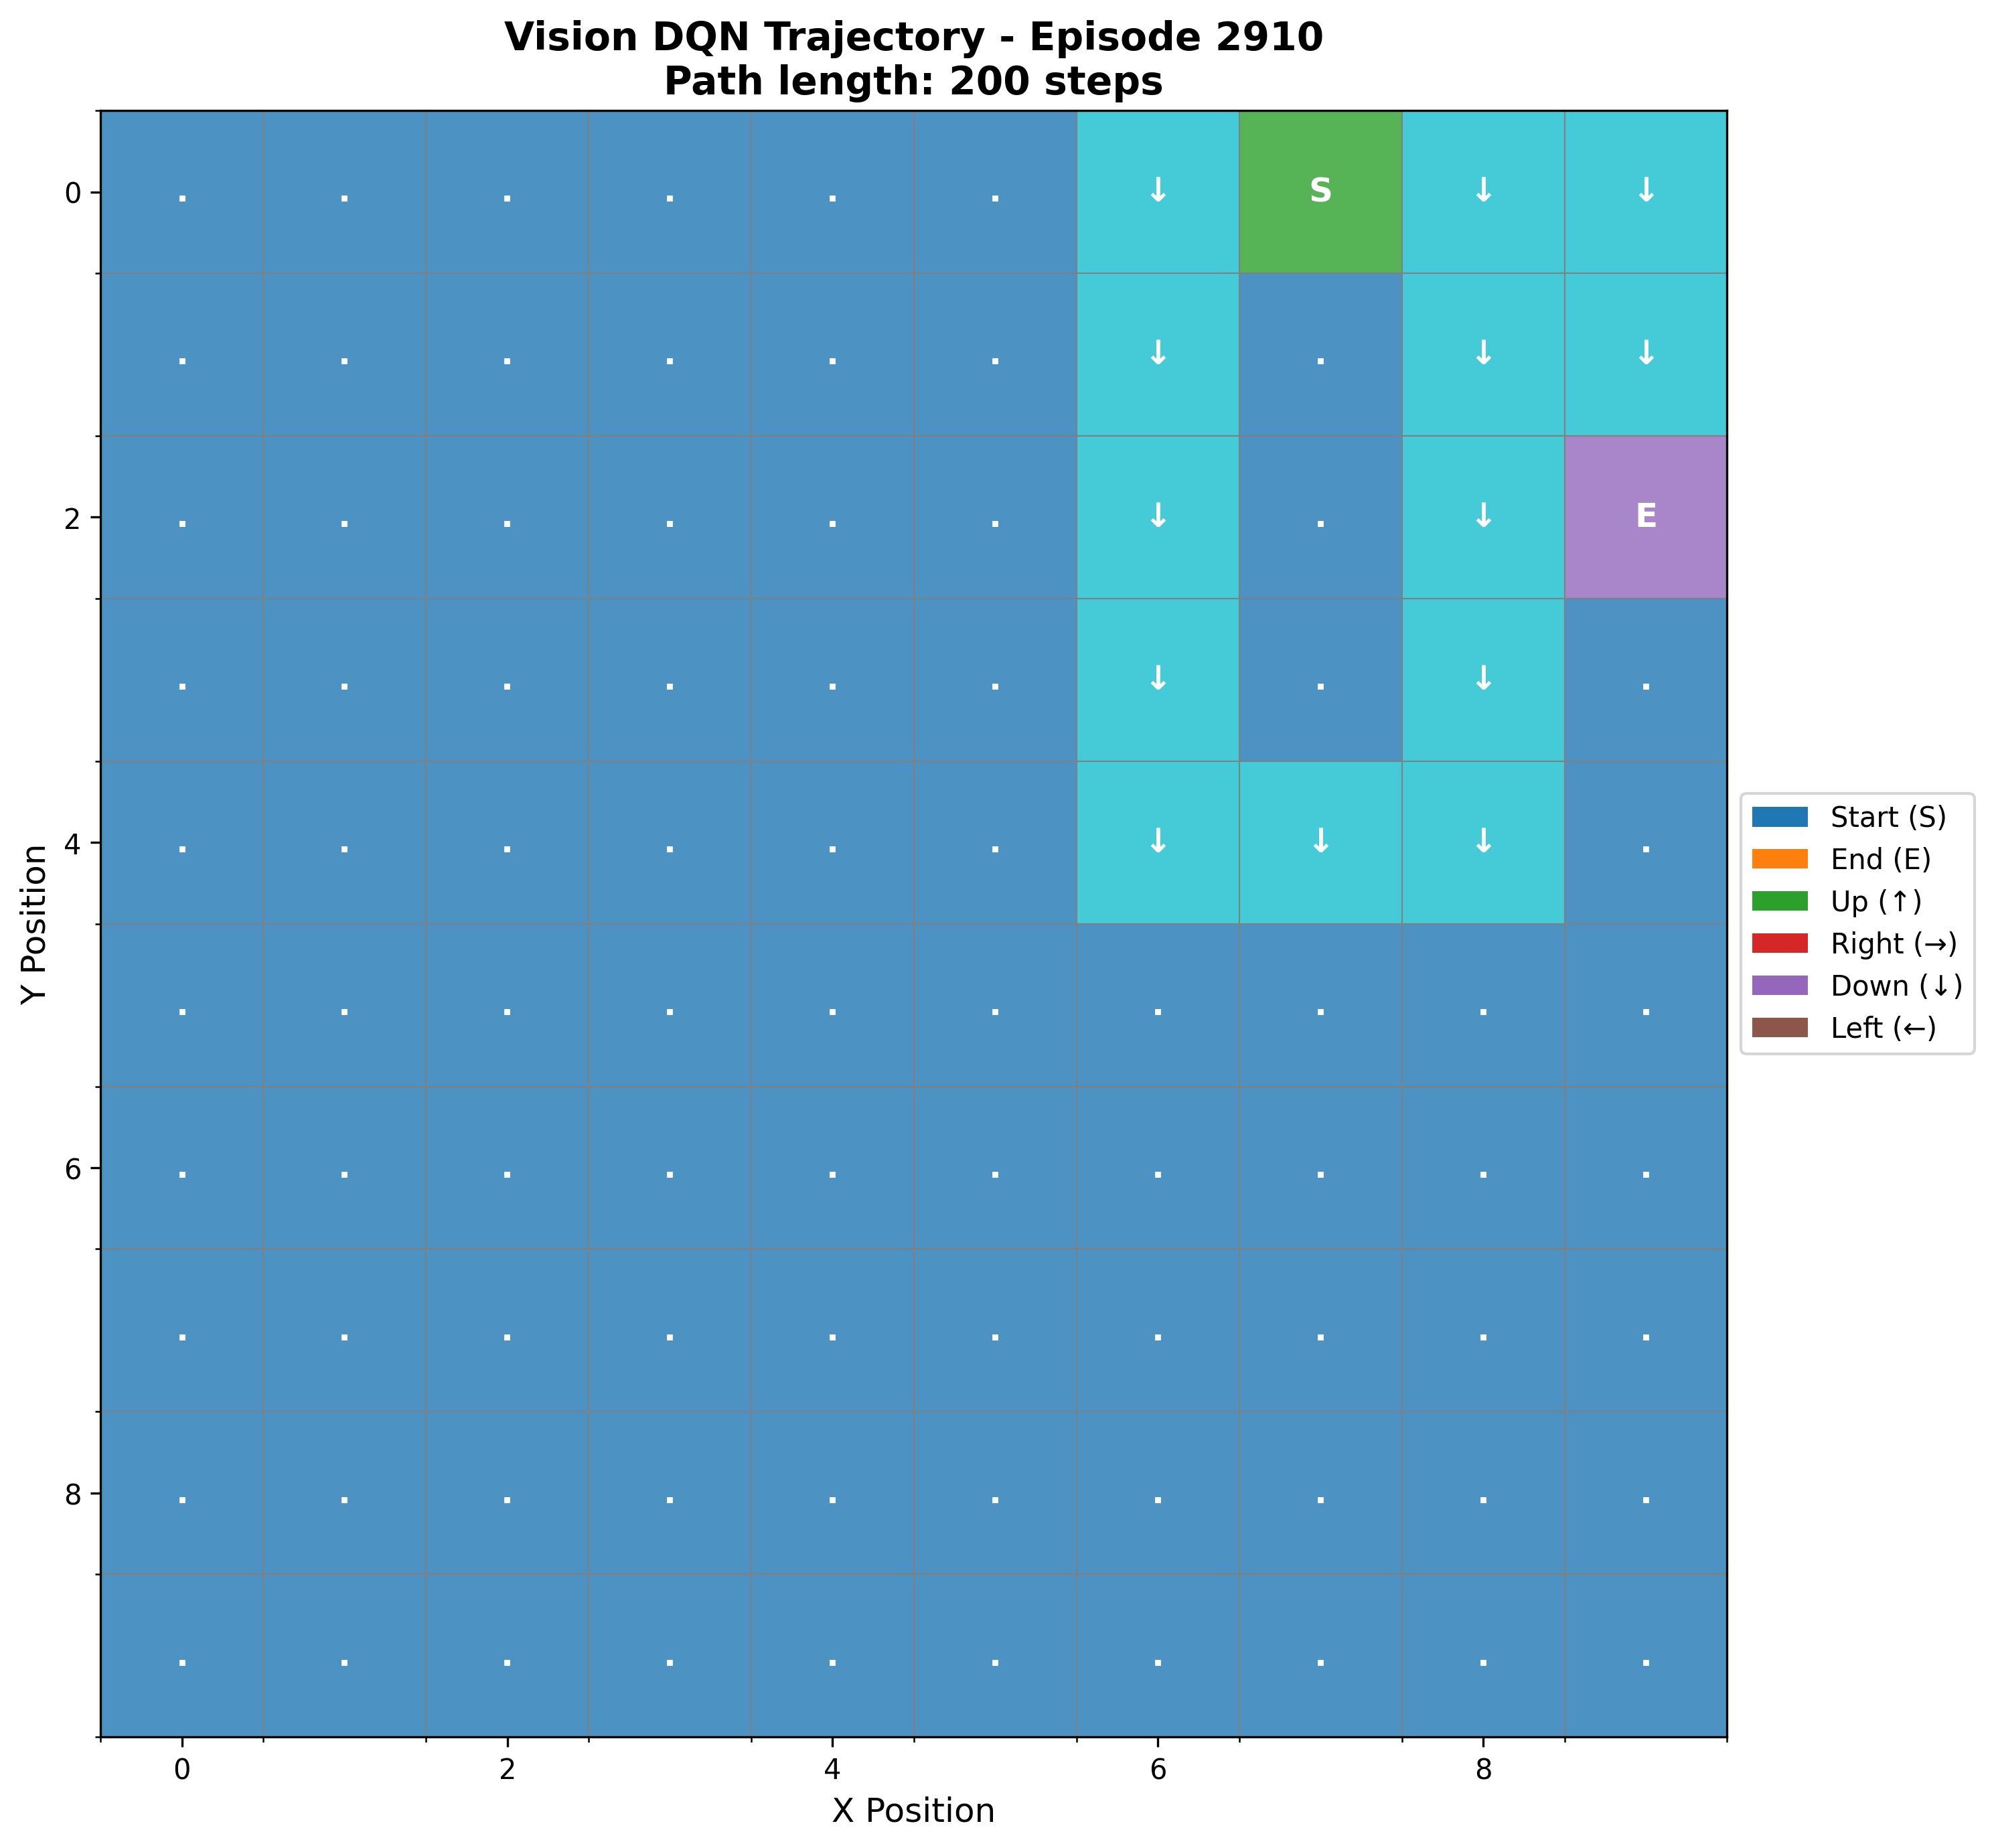 Vision DQN Trajectory - Episode 2910
Path length: 200 steps
0 . . . . . . ↓ S ↓ ↓
. . . . . . ↓ . ↓ ↓
2 . . . . . . ↓ . ↓ E
. . . . . . ↓ . ↓ .
4 . . . . . . ↓ ↓ ↓ .
. . . . . . . . . .
6 . . . . . . . . . .
. . . . . . . . . .
8 . . . . . . . . . .
. . . . . . . . . .
0 2 4 6 8
X Position
Y Position
Start (S)
End (E)
Up (↑)
Right (→)
Down (↓)
Left (←)